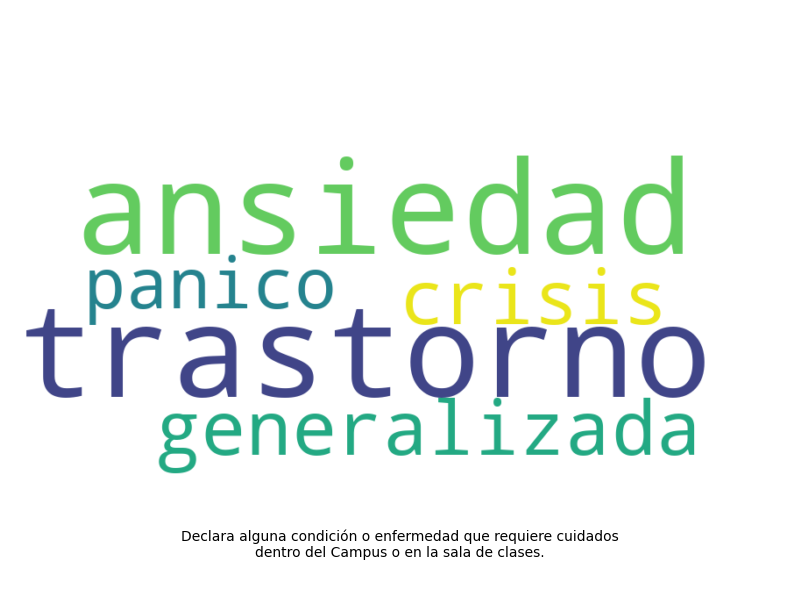 ansiedad
panico crisis
trastorno
generalizada
Declara alguna condición o enfermedad que requiere cuidados
dentro del Campus o en la sala de clases.